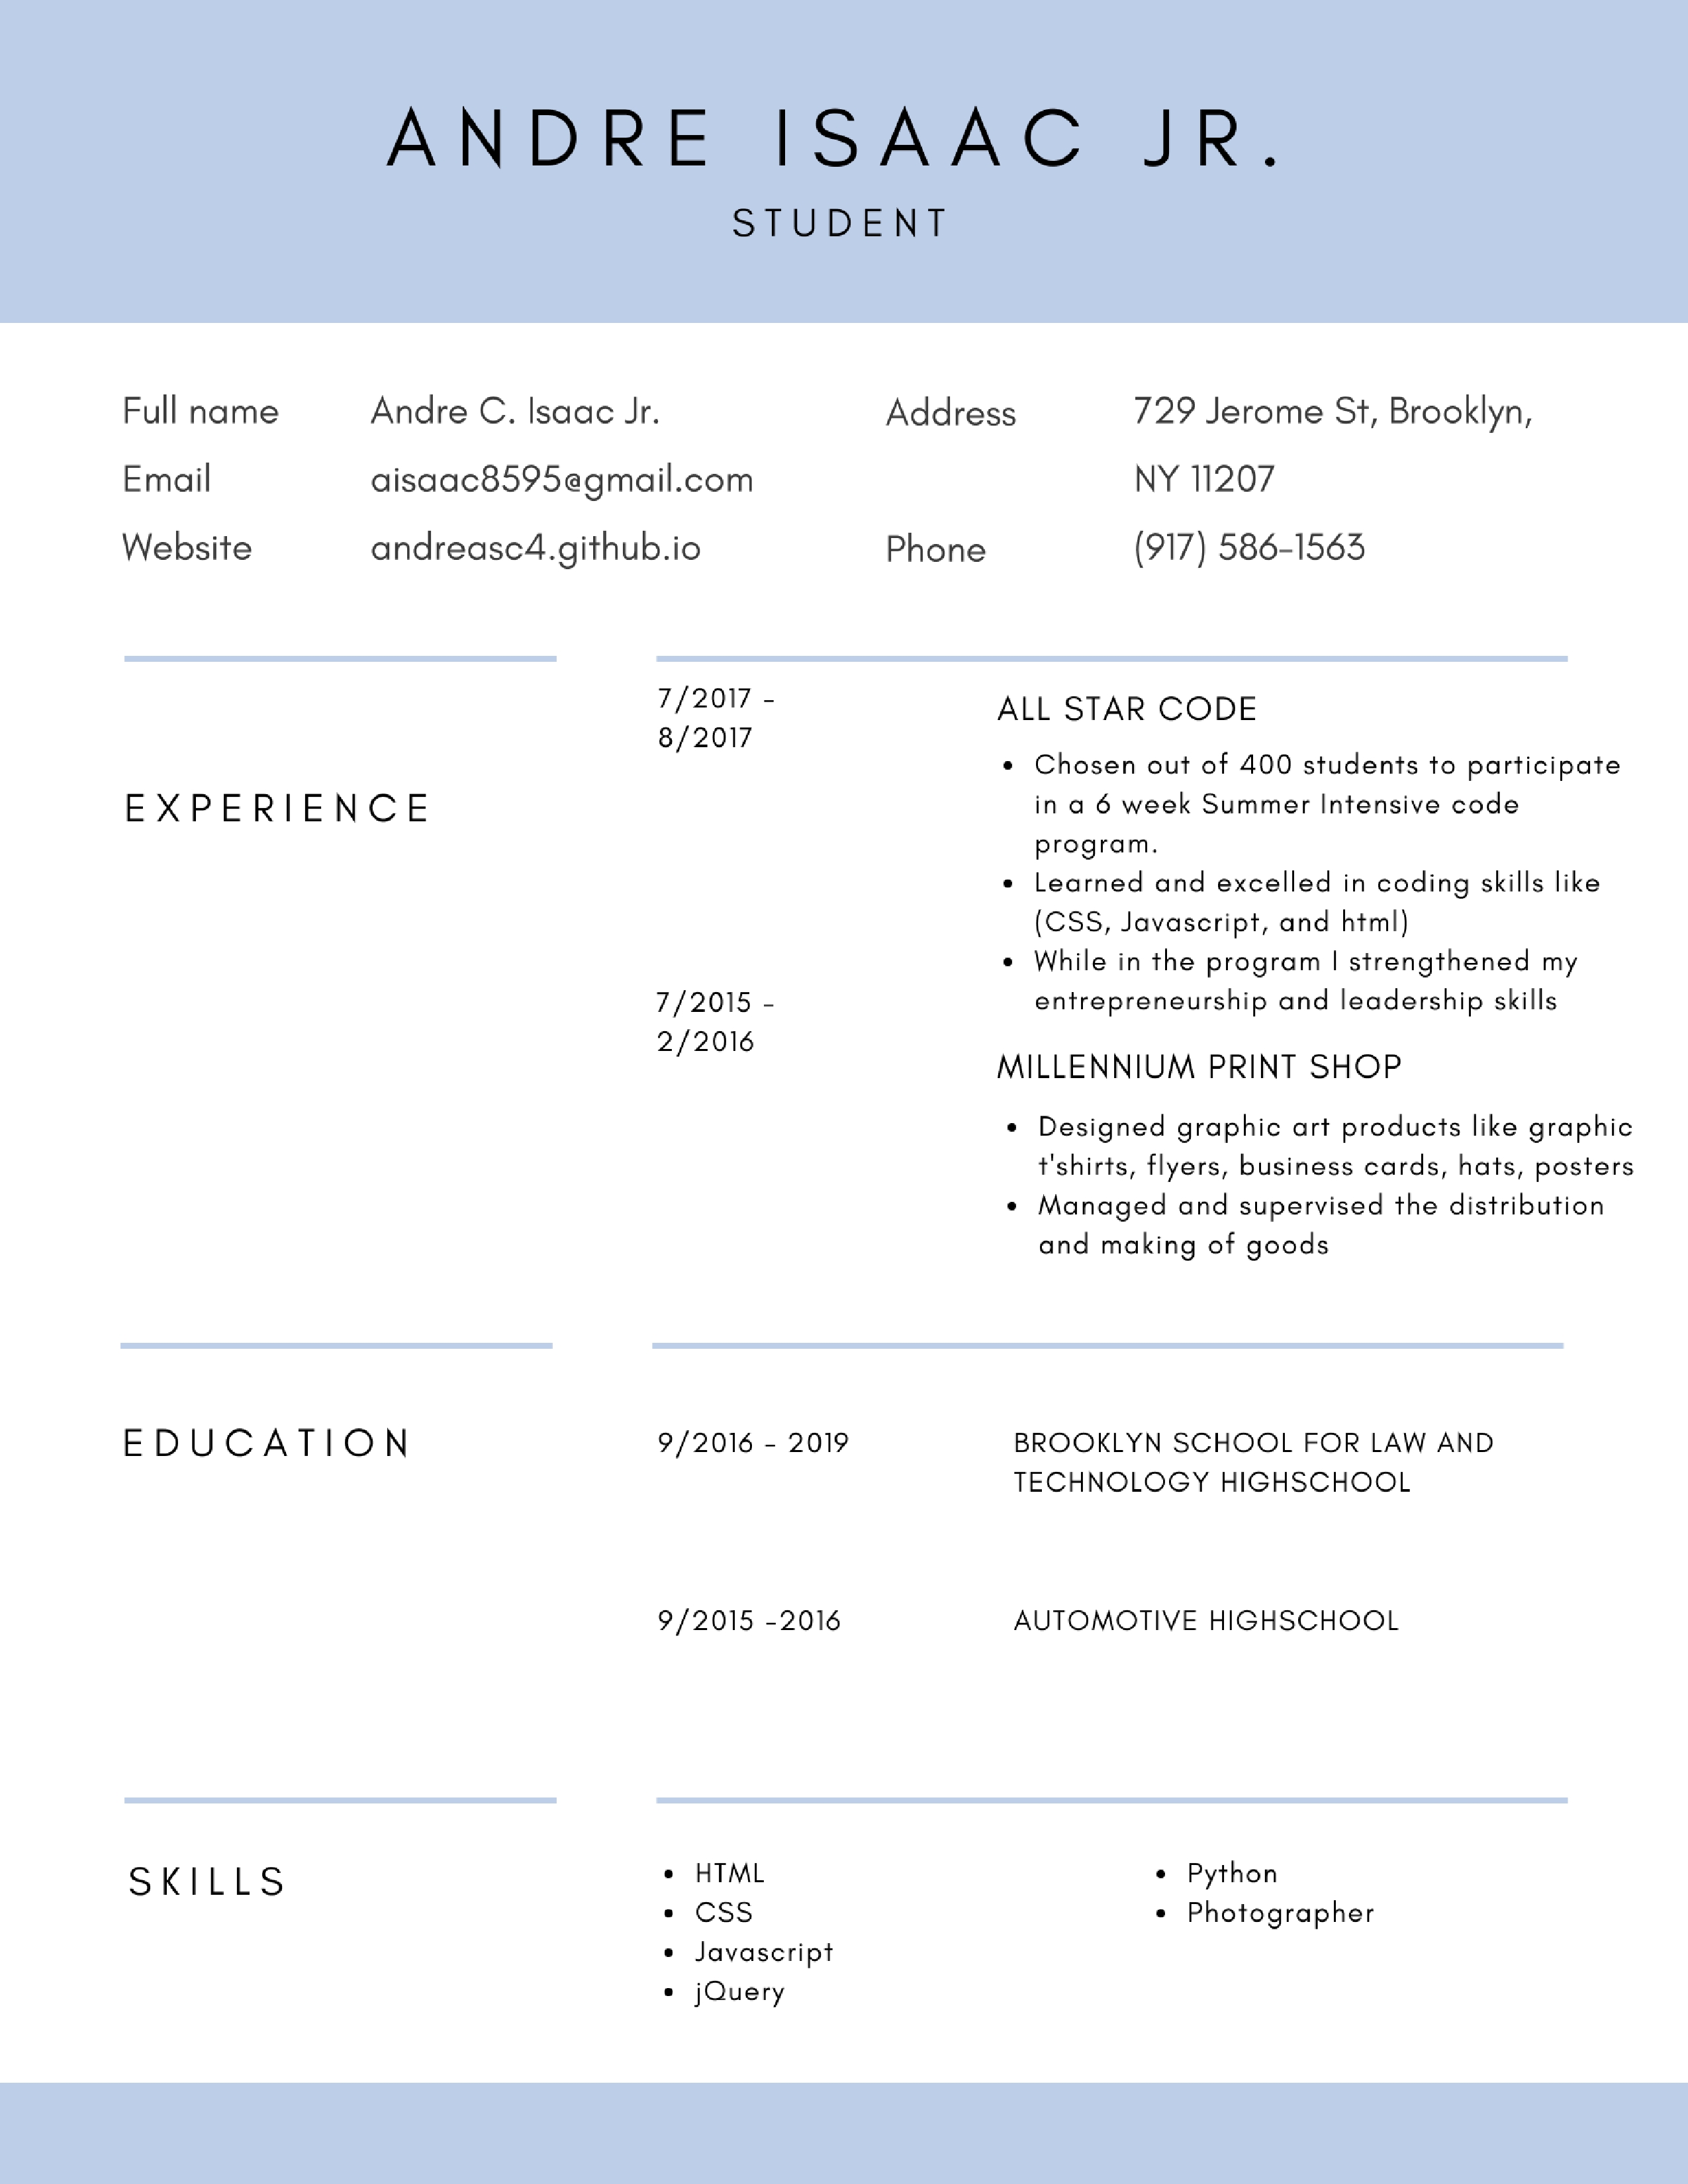 ANDRE ISAAC JR.
STUDENT
Full name Andre C. Isaac Jr.
Email aisaac8595@gmail.com
Website andreasc4.github.io
Address 729 Jerome St, Brooklyn,
NY 11207
Phone (917) 586-1563
EXPERIENCE
7/2017 -
8/2017
ALL STAR CODE
• Chosen out of 400 students to participate
in a 6 week Summer Intensive code
program.
• Learned and excelled in coding skills like
(CSS, Javascript, and html)
• While in the program I strengthened my
entrepreneurship and leadership skills
7/2015 -
2/2016
MILLENNIUM PRINT SHOP
• Designed graphic art products like graphic
t'shirts, flyers, business cards, hats, posters
• Managed and supervised the distribution
and making of goods
EDUCATION
9/2016 - 2019
BROOKLYN SCHOOL FOR LAW AND
TECHNOLOGY HIGHSCHOOL
9/2015 -2016
AUTOMOTIVE HIGHSCHOOL
SKILLS
• HTML
• CSS
• Javascript
• jQuery
• Python
• Photographer